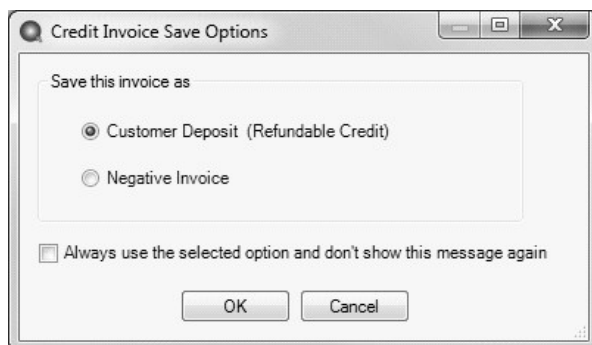 Credit Invoice Save Options
Save this invoice as
Customer Deposit (Refundable Credit)
Negative Invoice
Always use the selected option and don't show this message again
OK Cancel